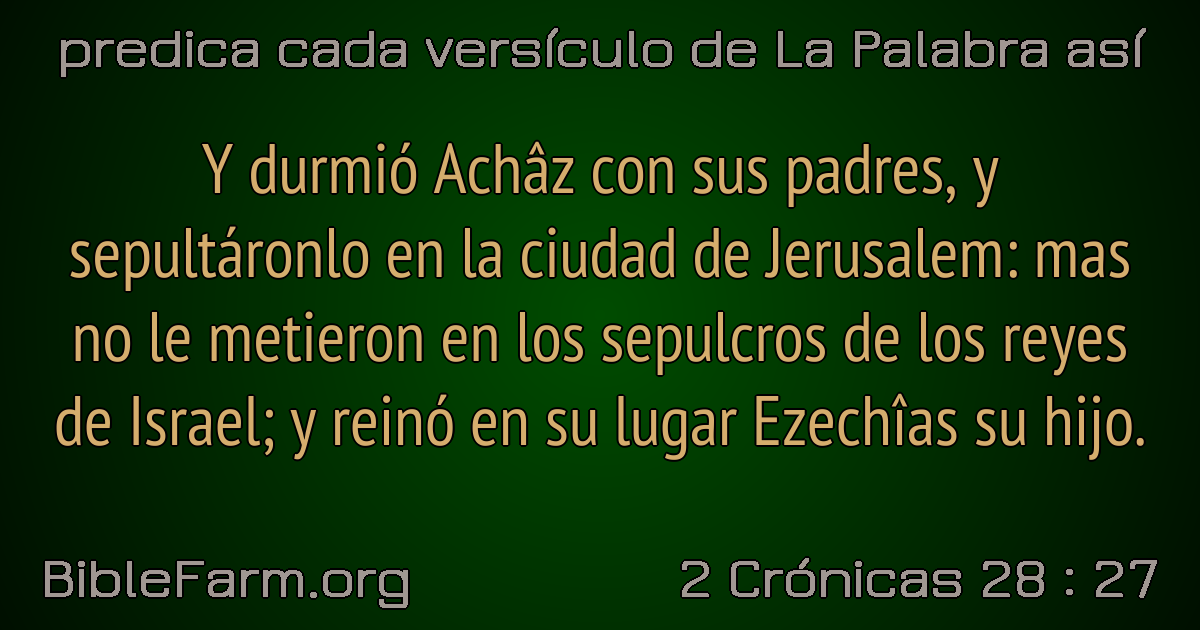 predica cada versículo de La Palabra así
Y durmió Achâz con sus padres, y
sepultáronlo en la ciudad de Jerusalem: mas
no le metieron en los sepulcros de los reyes
de Israel; y reinó en su lugar Ezechîas su hijo.
BibleFarm.org
2 Crónicas 28 : 27